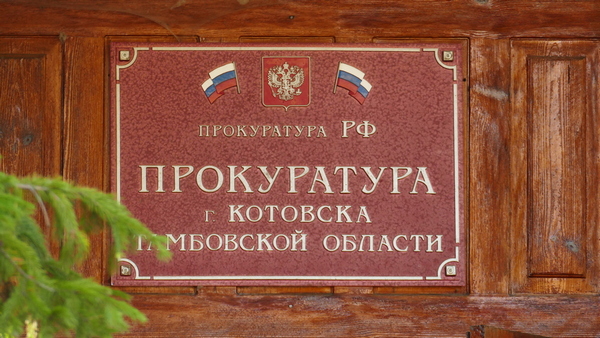 ПРОКУРАТУРА РФ
ПРОКУРАТУРА
г. КОТОВСКА
ТАМБОВСКОЙ ОБЛАСТИ